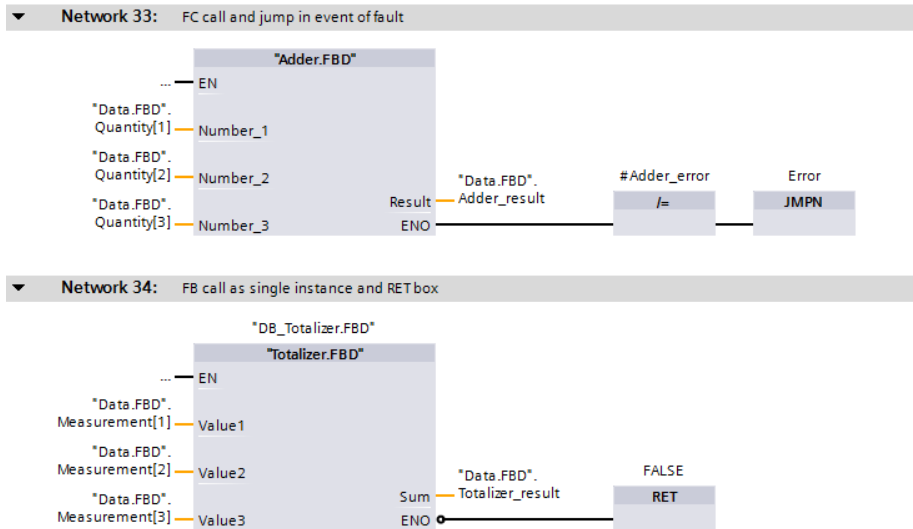 Network 33: FC call and jump in event of fault
"Adder.FBD"
... EN
"Data.FBD".
Quantity[1] Number_1
"Data.FBD".
Quantity[2] Number_2
"Data.FBD".
Quantity[3] Number_3
Result "Data.FBD".
Adder_result
ENO
#Adder_error
/=
Error
JMPN
Network 34: FB call as single instance and RET box
"DB_Totalizer.FBD"
"Totalizer.FBD"
... EN
"Data.FBD".
Measurement[1] Value1
"Data.FBD".
Measurement[2] Value2
"Data.FBD".
Measurement[3] Value3
Sum "Data.FBD".
Totalizer_result
ENO
FALSE
RET